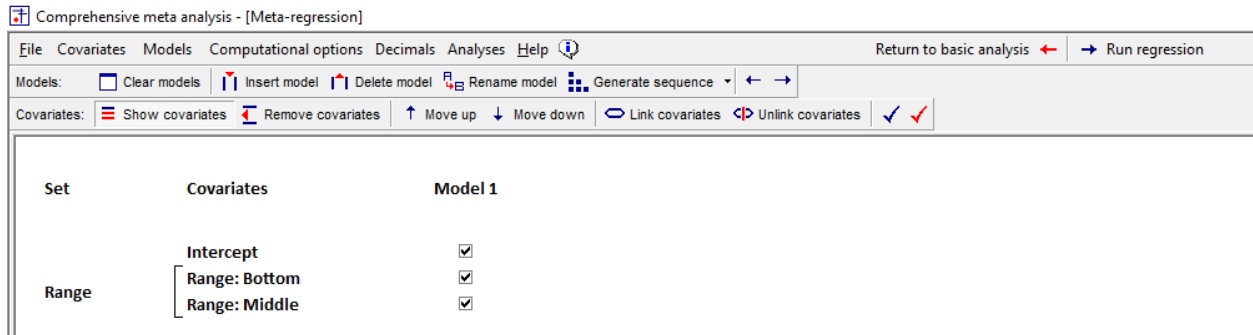 Comprehensive meta analysis - [Meta-regression]
File Covariates Models Computational options Decimals Analyses Help Return to basic analysis Run regression
Models: Clear models Insert model Delete model Rename model Generate sequence
Covariates: Show covariates Remove covariates Move up Move down Link covariates Unlink covariates
Set Covariates Model 1
Intercept
Range: Bottom
Range
Range: Middle